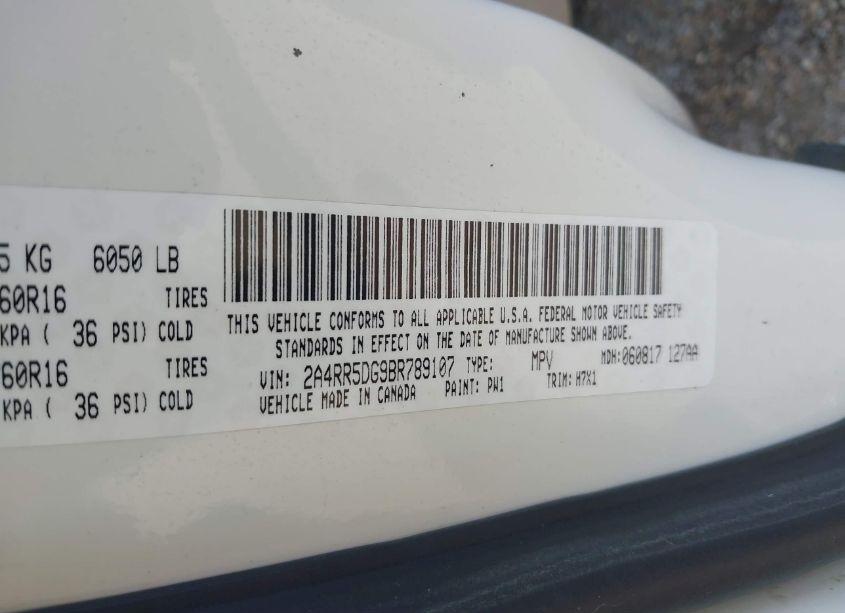 5 KG 6050 LB
60R16 TIRES
KPA ( 36 PSI) COLD
60R16 TIRES
KPA ( 36 PSI) COLD
THIS VEHICLE CONFORMS TO ALL APPLICABLE U.S.A. FEDERAL MOTOR VEHICLE SAFETY
STANDARDS IN EFFECT ON THE DATE OF MANUFACTURE SHOWN ABOVE.
VIN: 2A4RR5DG9BR789107 TYPE: MPV MDH:060817 127AA
VEHICLE MADE IN CANADA PAINT: PW1 TRIM: H7X1